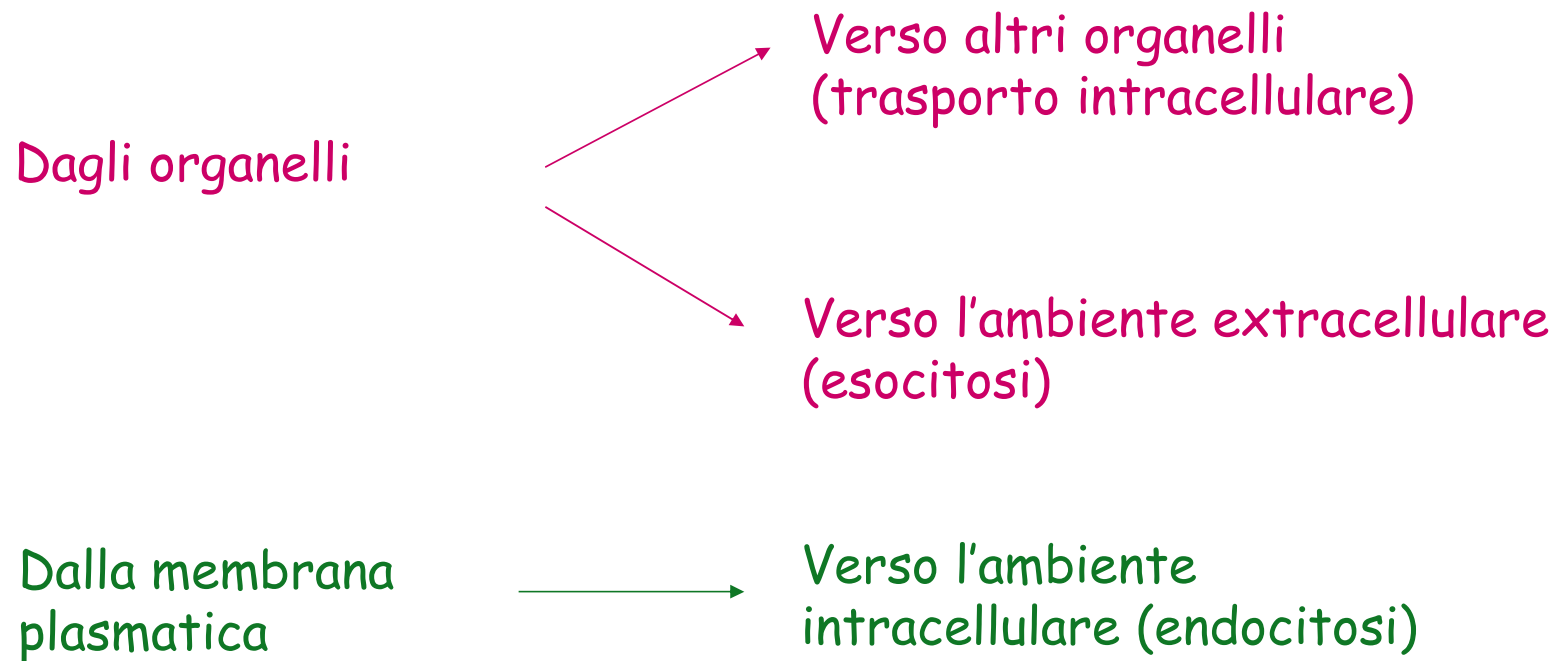 Verso altri organelli
(trasporto intracellulare)
Dagli organelli
Verso l'ambiente extracellulare
(esocitosi)
Dalla membrana
plasmatica
Verso l'ambiente
intracellulare (endocitosi)